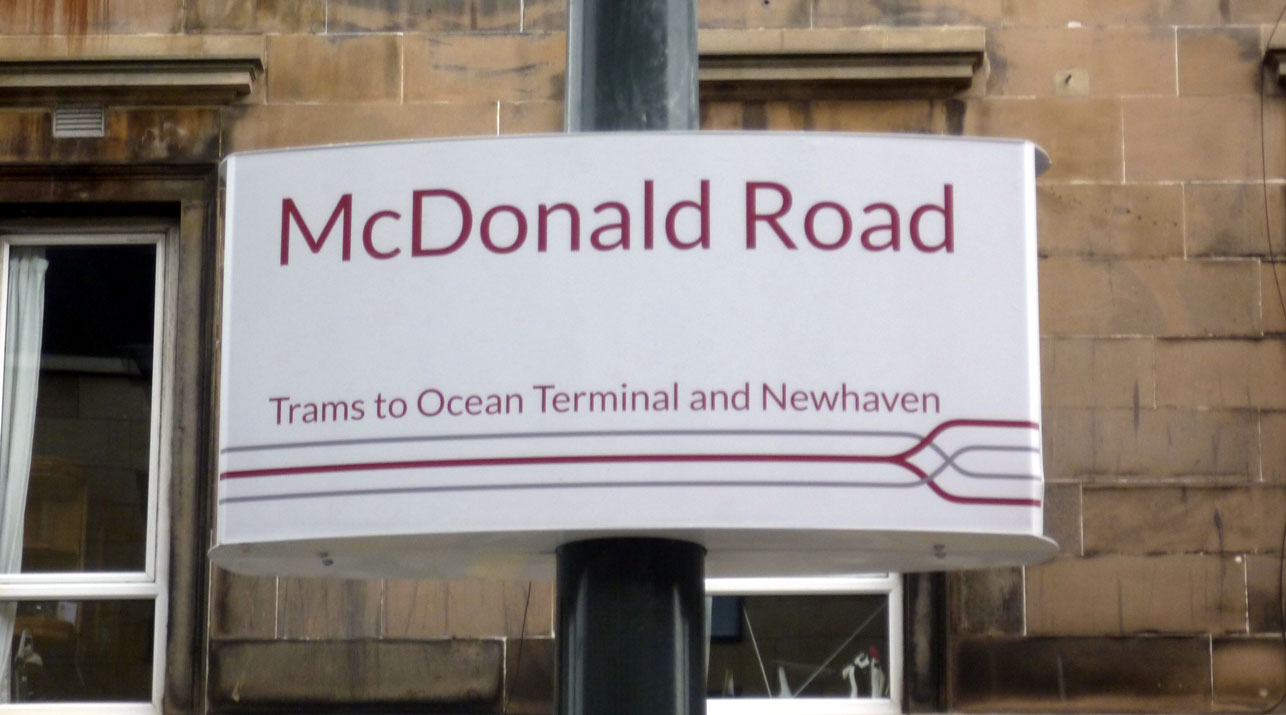 McDonald Road
Trams to Ocean Terminal and Newhaven